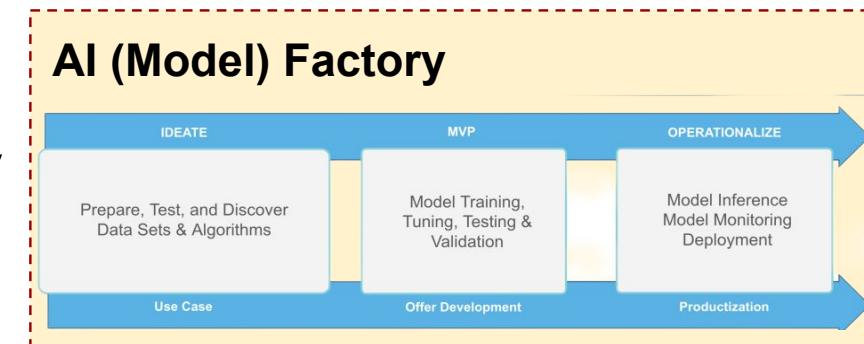 AI (Model) Factory
IDEATE
MVP
OPERATIONALIZE
Prepare, Test, and Discover
Data Sets & Algorithms
Model Training,
Tuning, Testing &
Validation
Model Inference
Model Monitoring
Deployment
Use Case
Offer Development
Productization